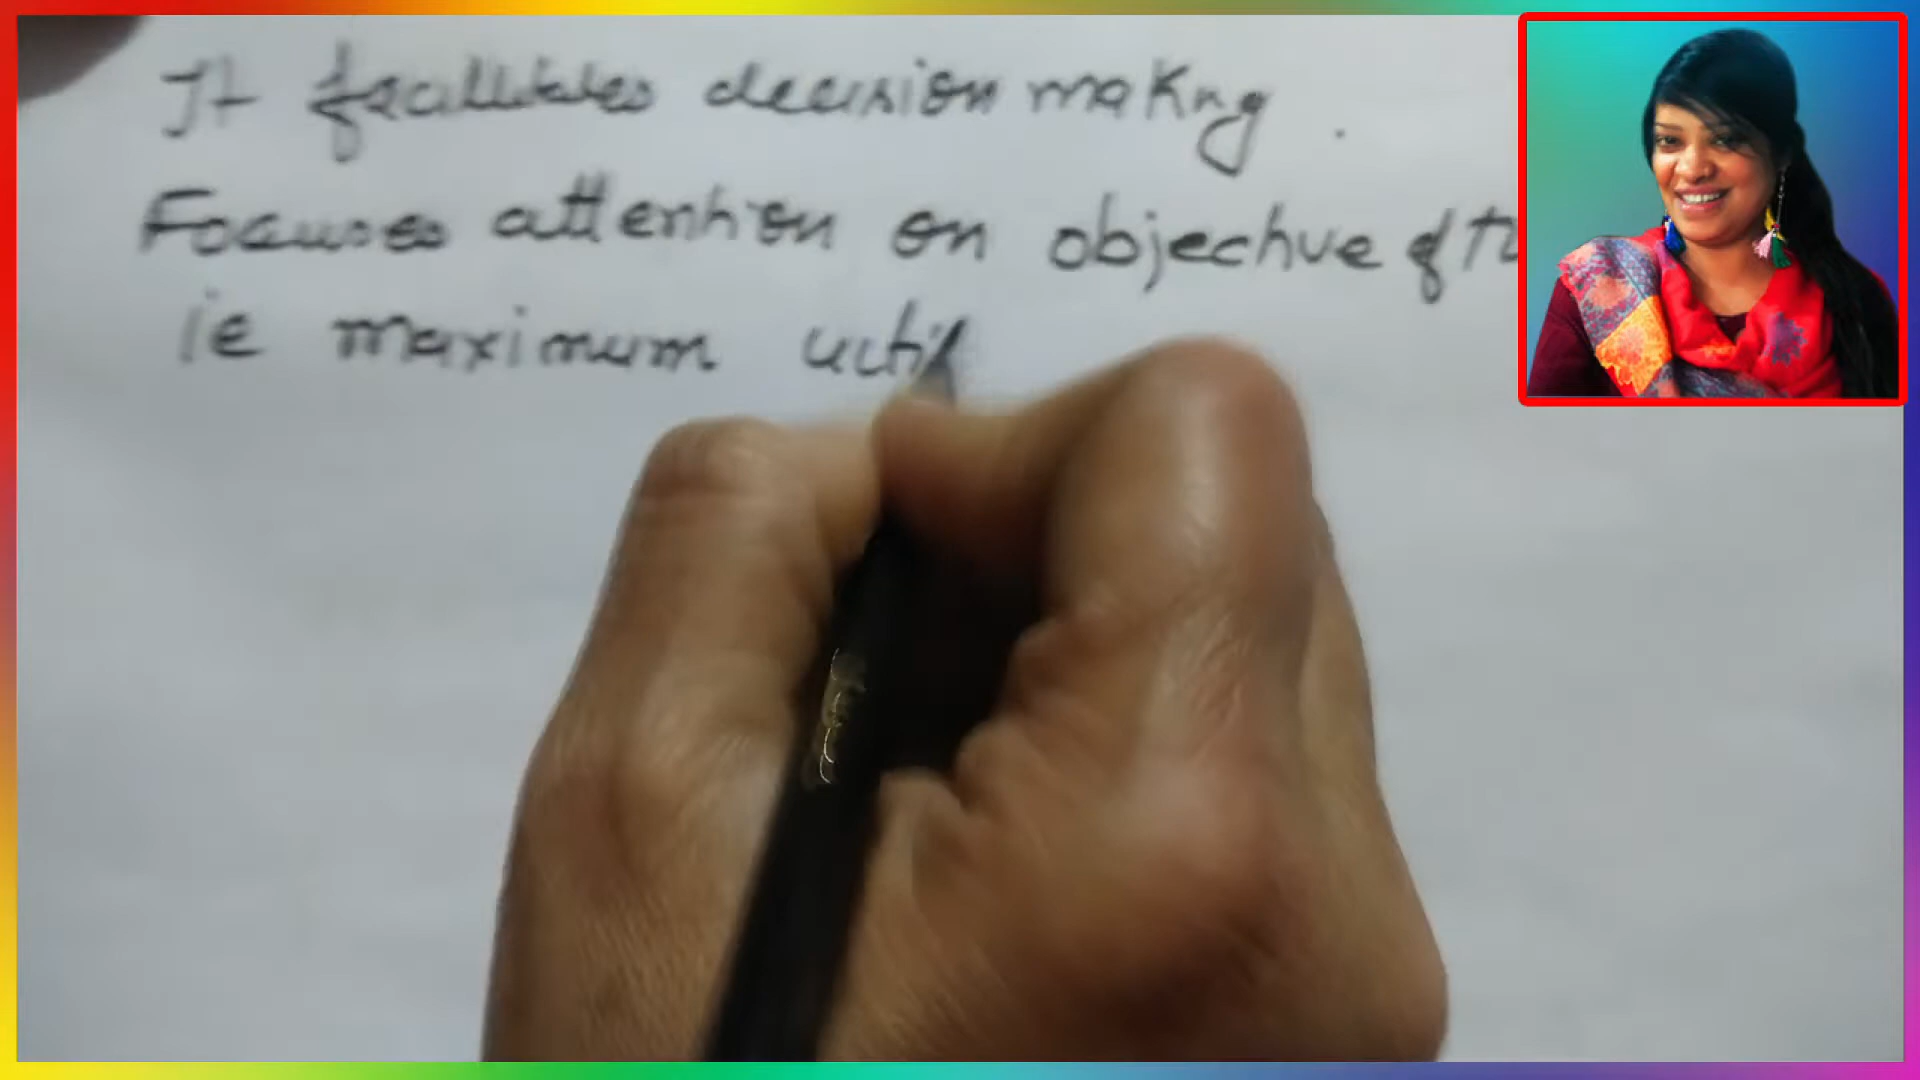 It facilitates decision making .
Focuses attention on objective of
ie maximum